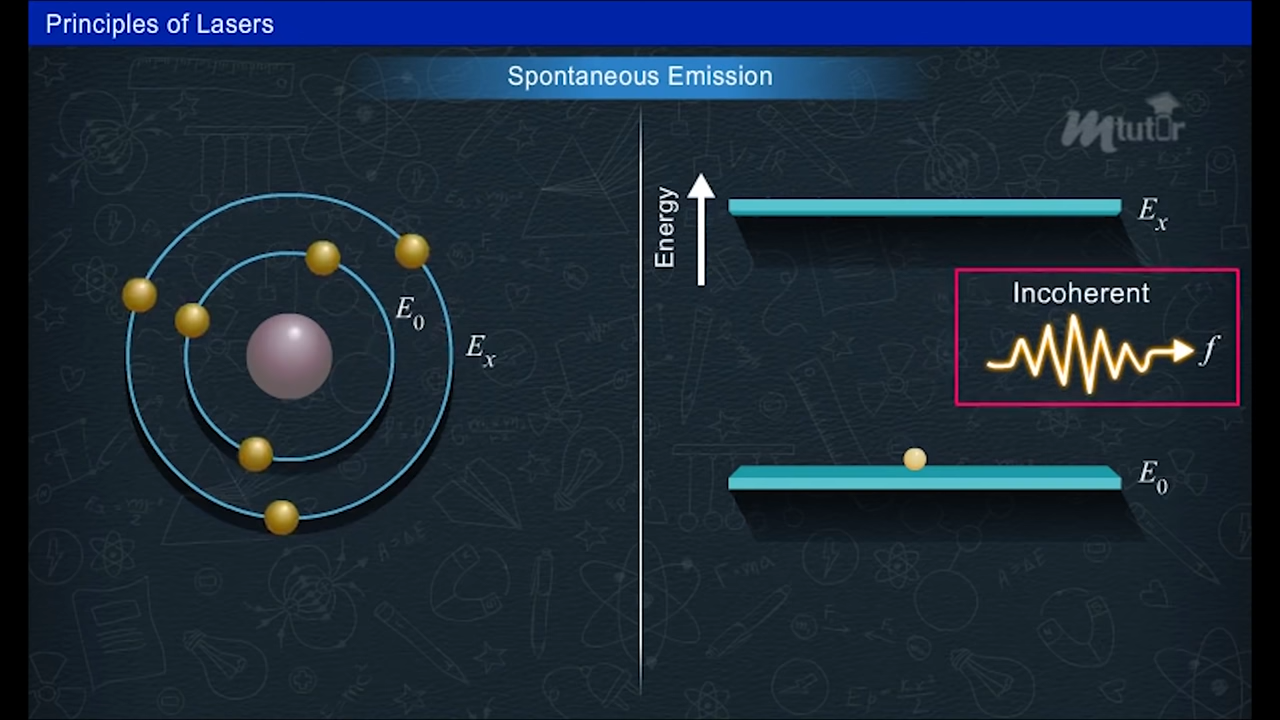 Principles of Lasers
Spontaneous Emission
mtutor
Energy
Eₓ
Incoherent
f
E₀
Eₓ
E₀